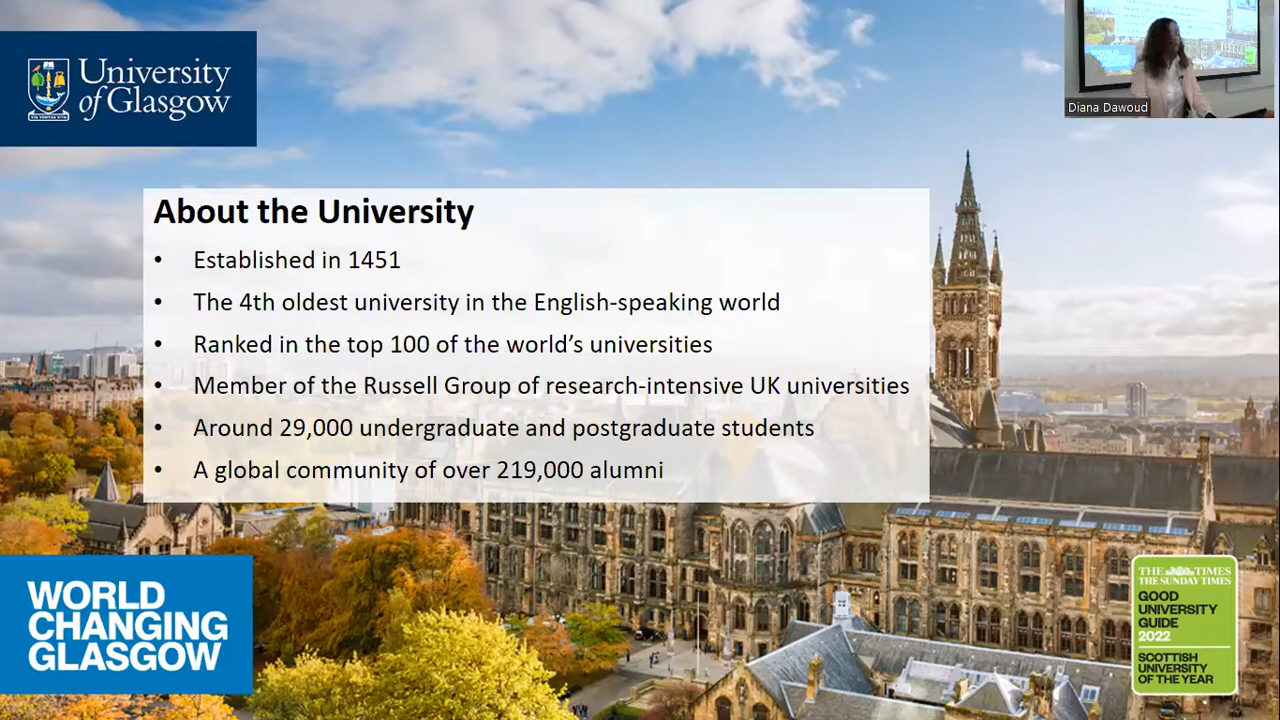 University
of Glasgow
VIA VERITAS VITA
Diana Dawoud
About the University
• Established in 1451
• The 4th oldest university in the English-speaking world
• Ranked in the top 100 of the world’s universities
• Member of the Russell Group of research-intensive UK universities
• Around 29,000 undergraduate and postgraduate students
• A global community of over 219,000 alumni
WORLD
CHANGING
GLASGOW
THE TIMES
THE SUNDAY TIMES
GOOD
UNIVERSITY
GUIDE
2022
SCOTTISH
UNIVERSITY
OF THE YEAR